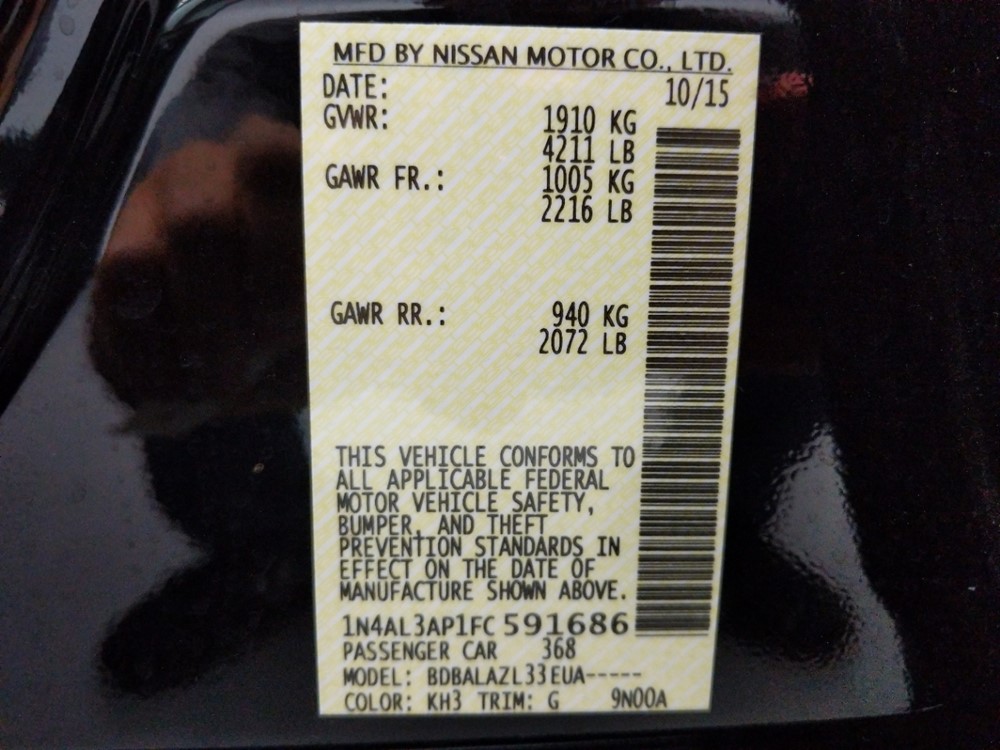 MFD BY NISSAN MOTOR CO., LTD.
DATE: 10/15
GVWR: 1910 KG
4211 LB
GAWR FR.: 1005 KG
2216 LB
GAWR RR.: 940 KG
2072 LB
THIS VEHICLE CONFORMS TO
ALL APPLICABLE FEDERAL
MOTOR VEHICLE SAFETY,
BUMPER, AND THEFT
PREVENTION STANDARDS IN
EFFECT ON THE DATE OF
MANUFACTURE SHOWN ABOVE.
1N4AL3AP1FC 591686
PASSENGER CAR 368
MODEL: BDBALAZL33EUA-----
COLOR: KH3 TRIM: G 9N00A